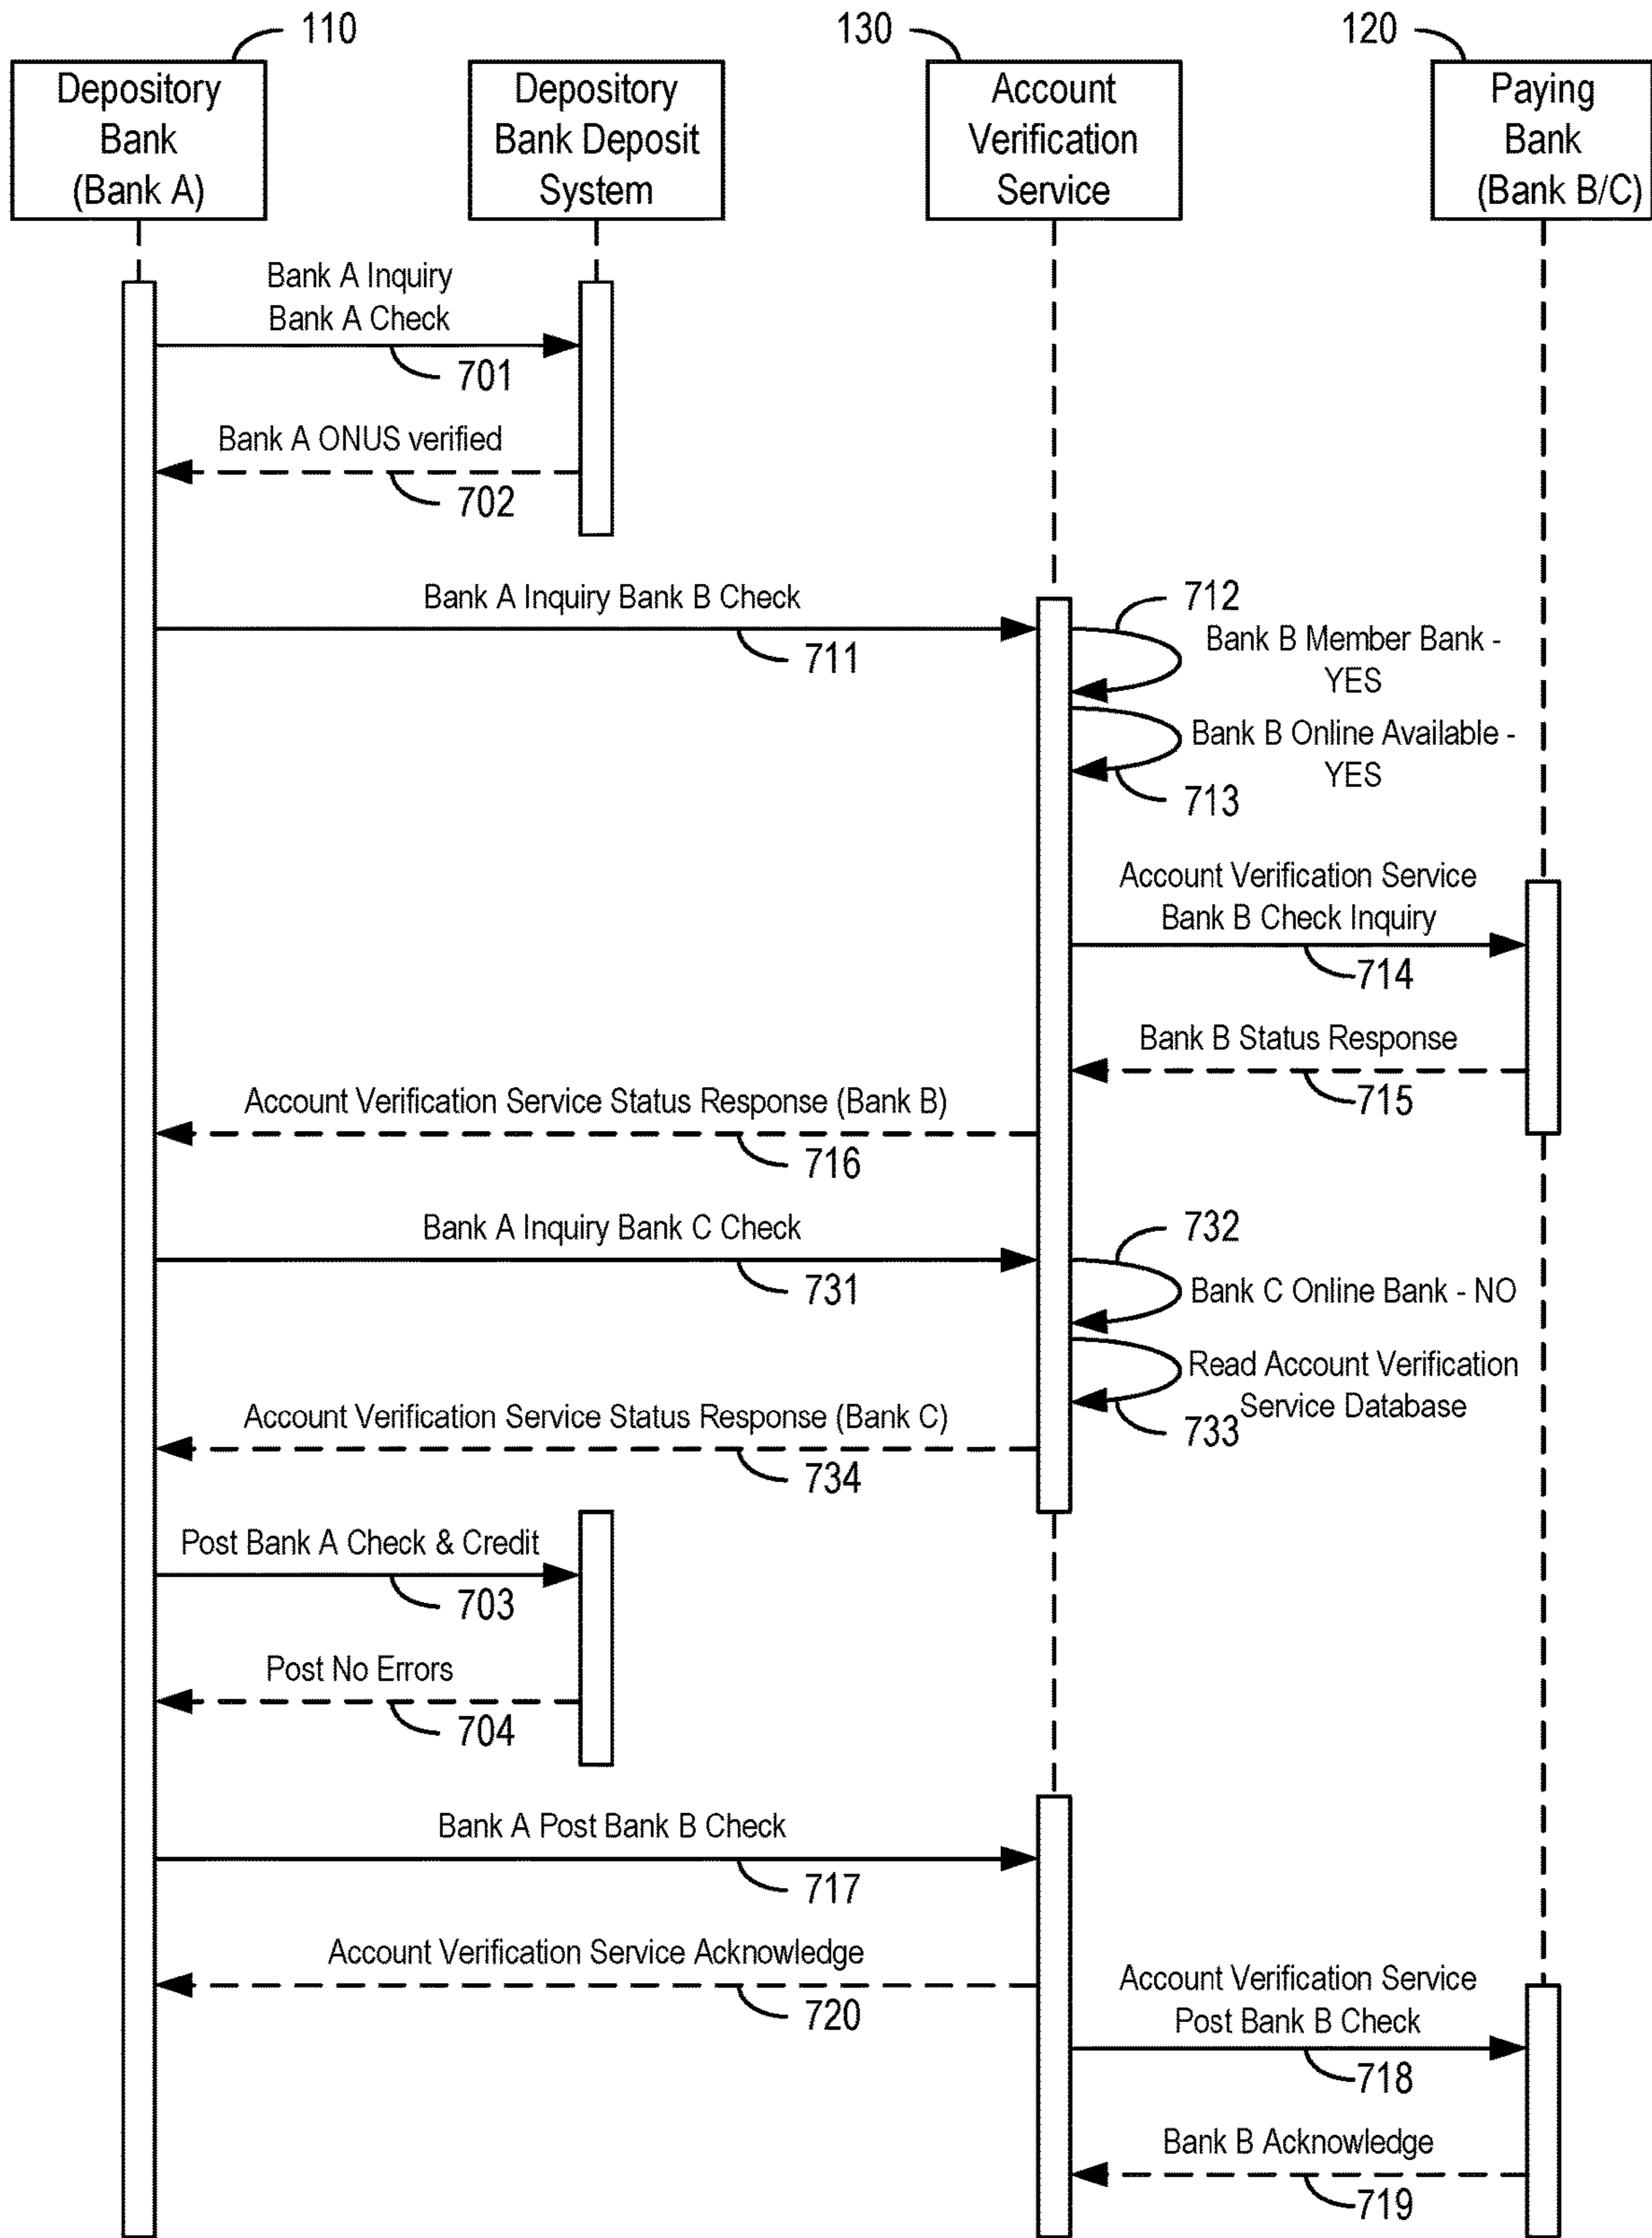 110
130
120
Depository
Bank
(Bank A)
Depository
Bank Deposit
System
Account
Verification
Service
Paying
Bank
(Bank B/C)
Bank A Inquiry
Bank A Check
701
Bank A ONUS verified
702
Bank A Inquiry Bank B Check
711
712
Bank B Member Bank -
YES
Bank B Online Available -
YES
713
Account Verification Service
Bank B Check Inquiry
714
Bank B Status Response
715
Account Verification Service Status Response (Bank B)
716
Bank A Inquiry Bank C Check
731
732
Bank C Online Bank - NO
Read Account Verification
Service Database
733
Account Verification Service Status Response (Bank C)
734
Post Bank A Check & Credit
703
Post No Errors
704
Bank A Post Bank B Check
717
Account Verification Service Acknowledge
720
Account Verification Service
Post Bank B Check
718
Bank B Acknowledge
719